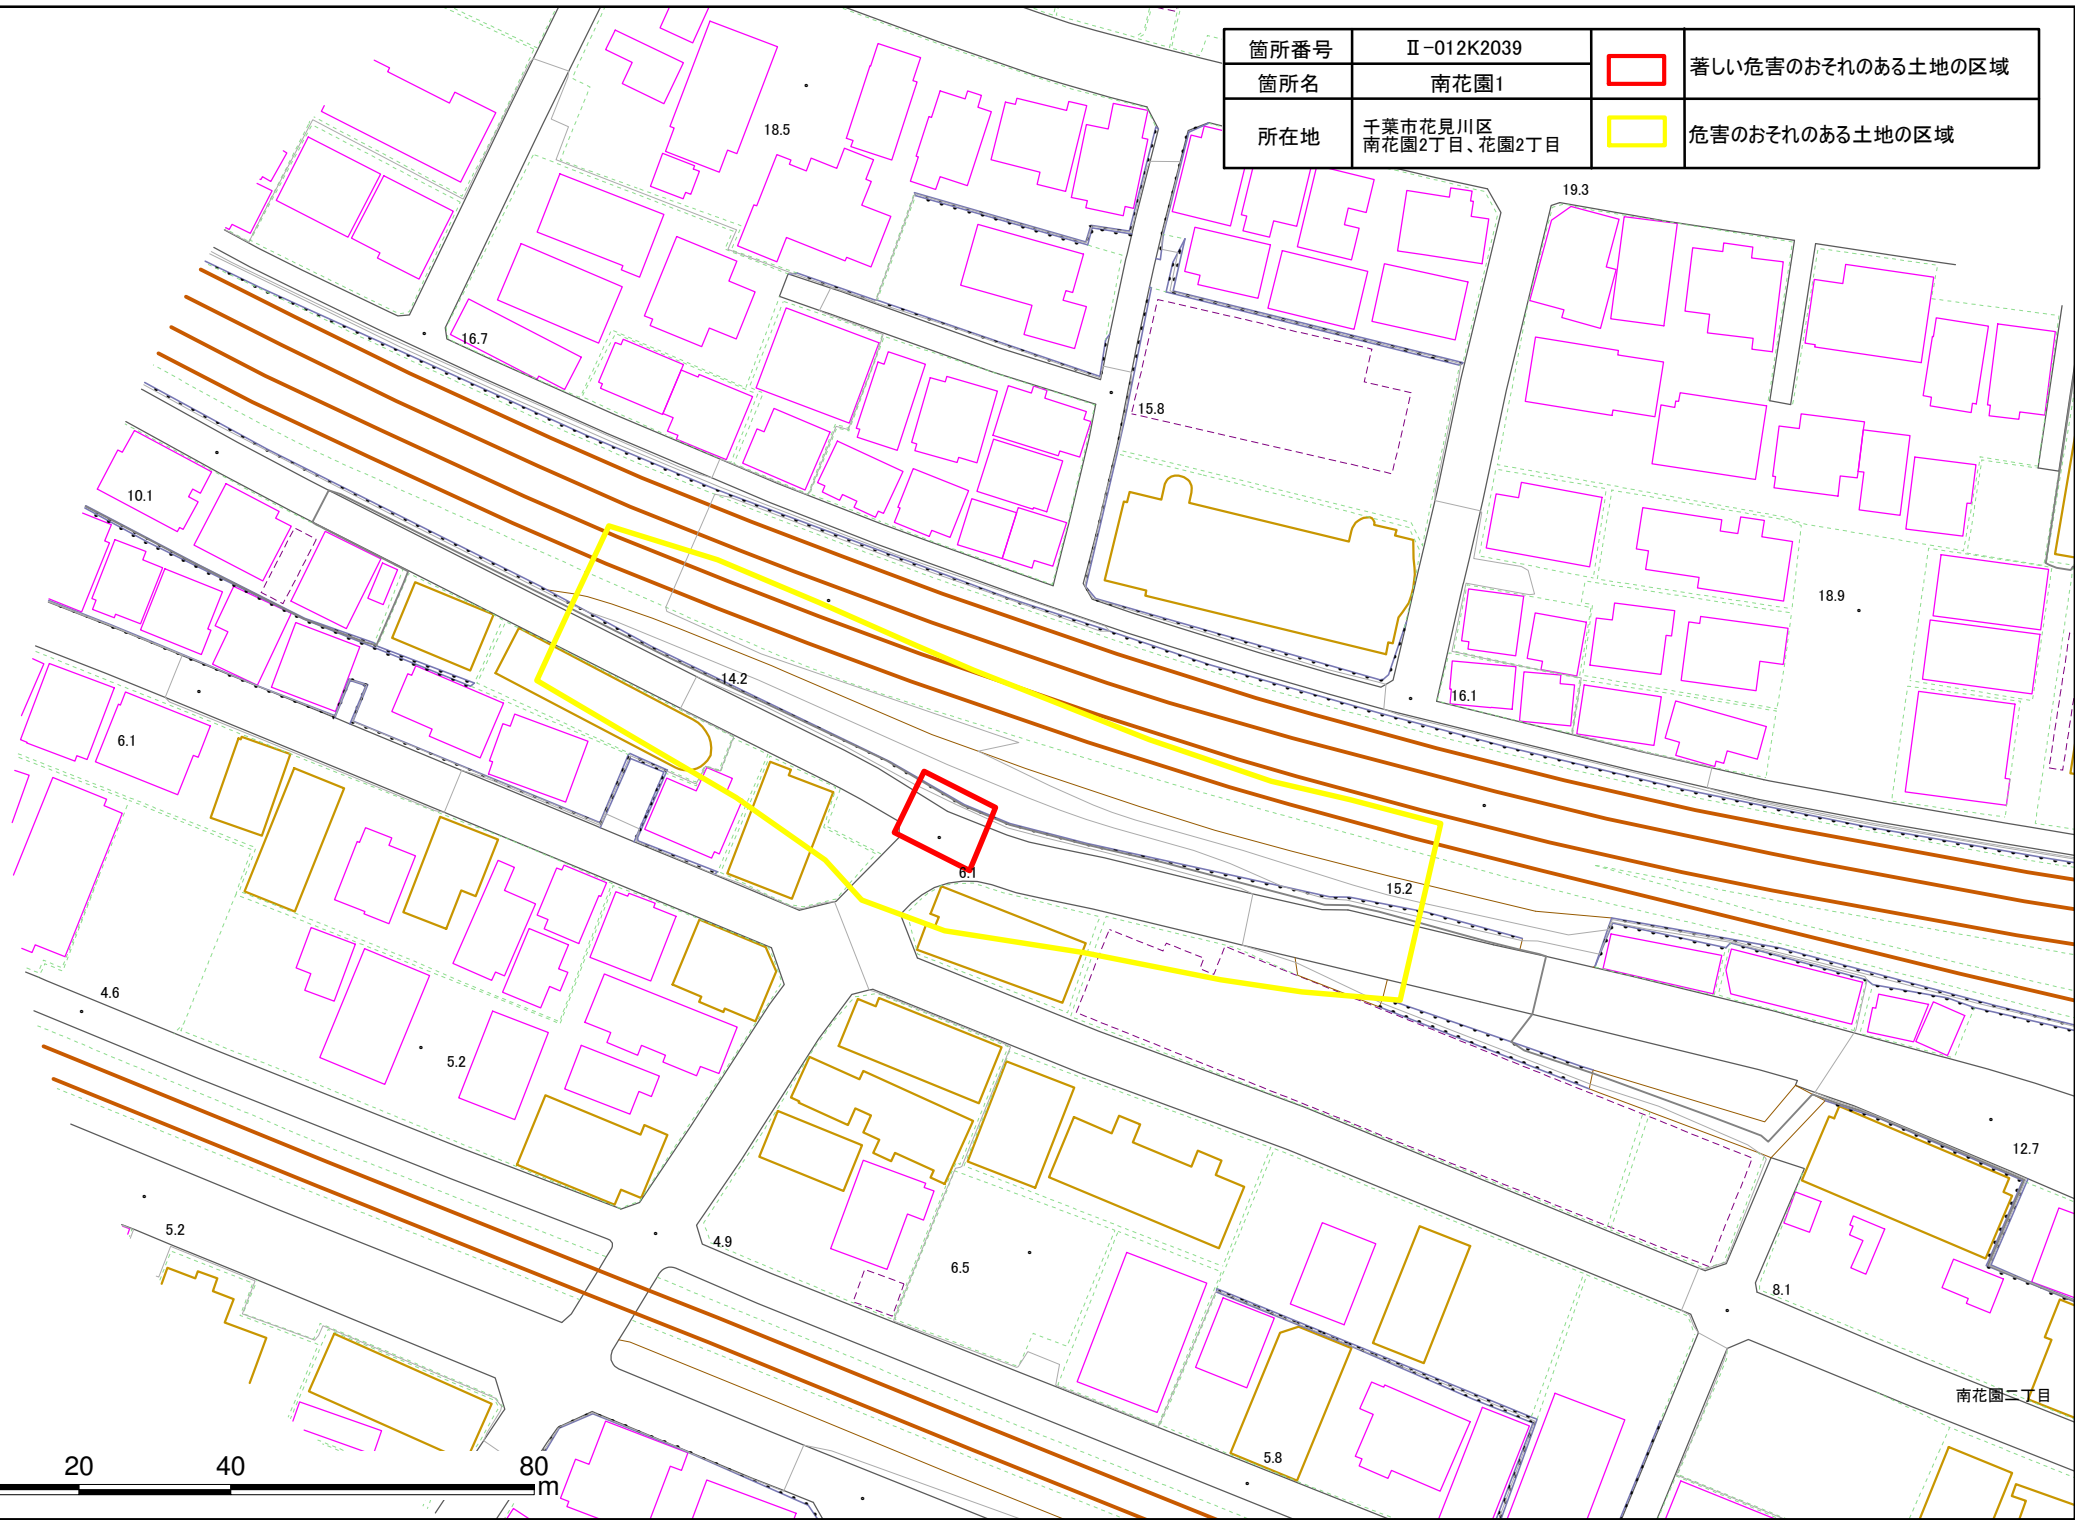 箇所番号 Ⅱ-012K2039
著しい危害のおそれのある土地の区域
箇所名 南花園1
所在地 千葉市花見川区
南花園2丁目、花園2丁目
危害のおそれのある土地の区域
18.5
19.3
16.7
15.8
10.1
18.9
14.2
16.1
6.1
15.2
6.1
4.6
5.2
12.7
5.2
4.9
6.5
8.1
南花園二丁目
5.8
20 40 80
m